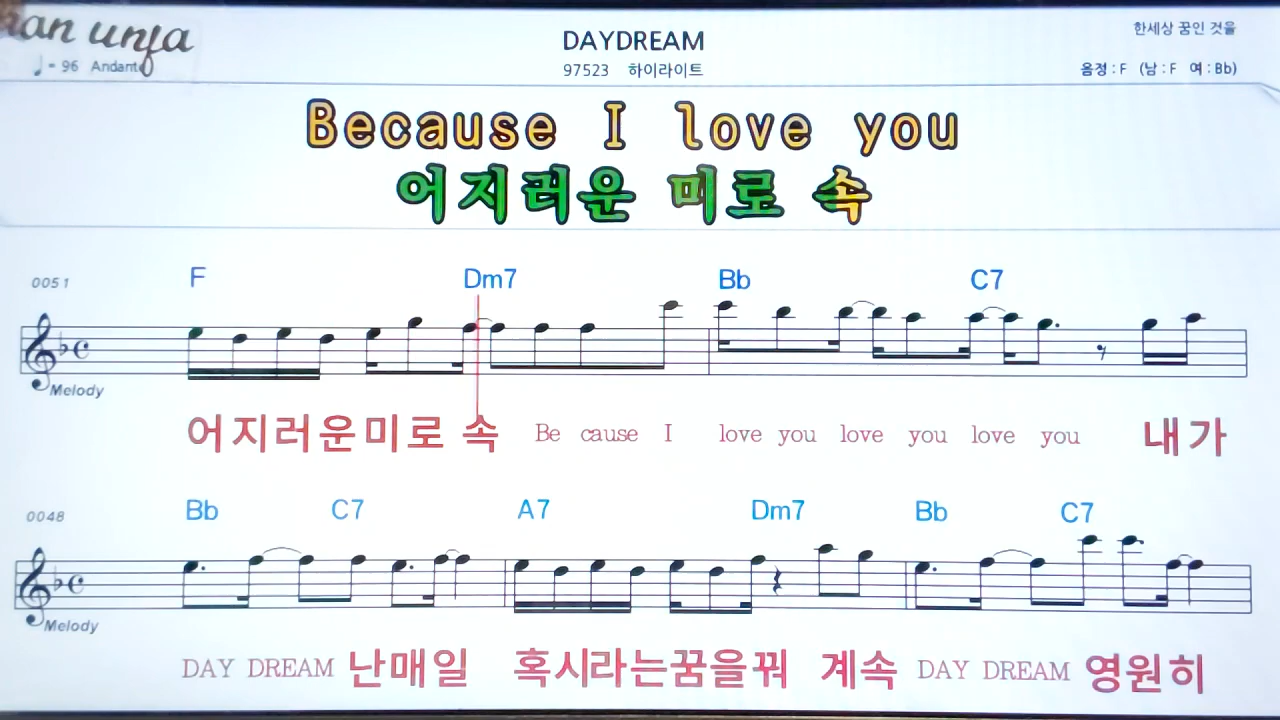 an unja
DAYDREAM
한세상 꿈인 것을
♩= 96 Andante
97523 하이라이트
음정 : F (남 : F 여 : Bb)
Because I love you
어지러운 미로 속
0051
F Dm7 Bb C7
Melody
어지러운미로 속 Be cause I love you love you love you 내가
0048
Bb C7 A7 Dm7 Bb C7
Melody
DAY DREAM 난매일 혹시라는꿈을꿔 계속 DAY DREAM 영원히